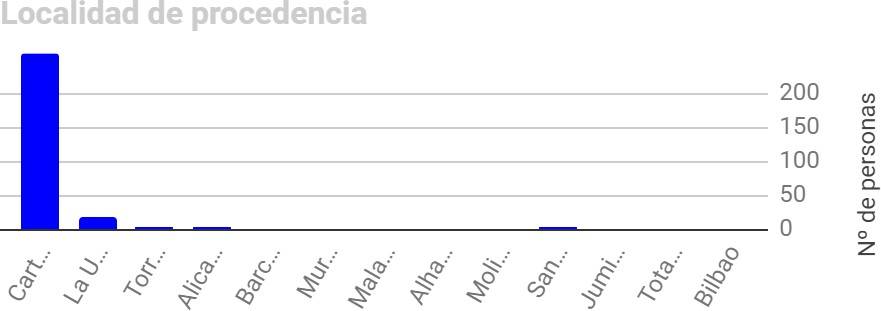 Localidad de procedencia
200
150
100
50
0
Nº de personas
Cart...
La U...
Torr...
Alica...
Barc...
Mur...
Mala...
Alha...
Moli...
San...
Jumi...
Tota...
Bilbao